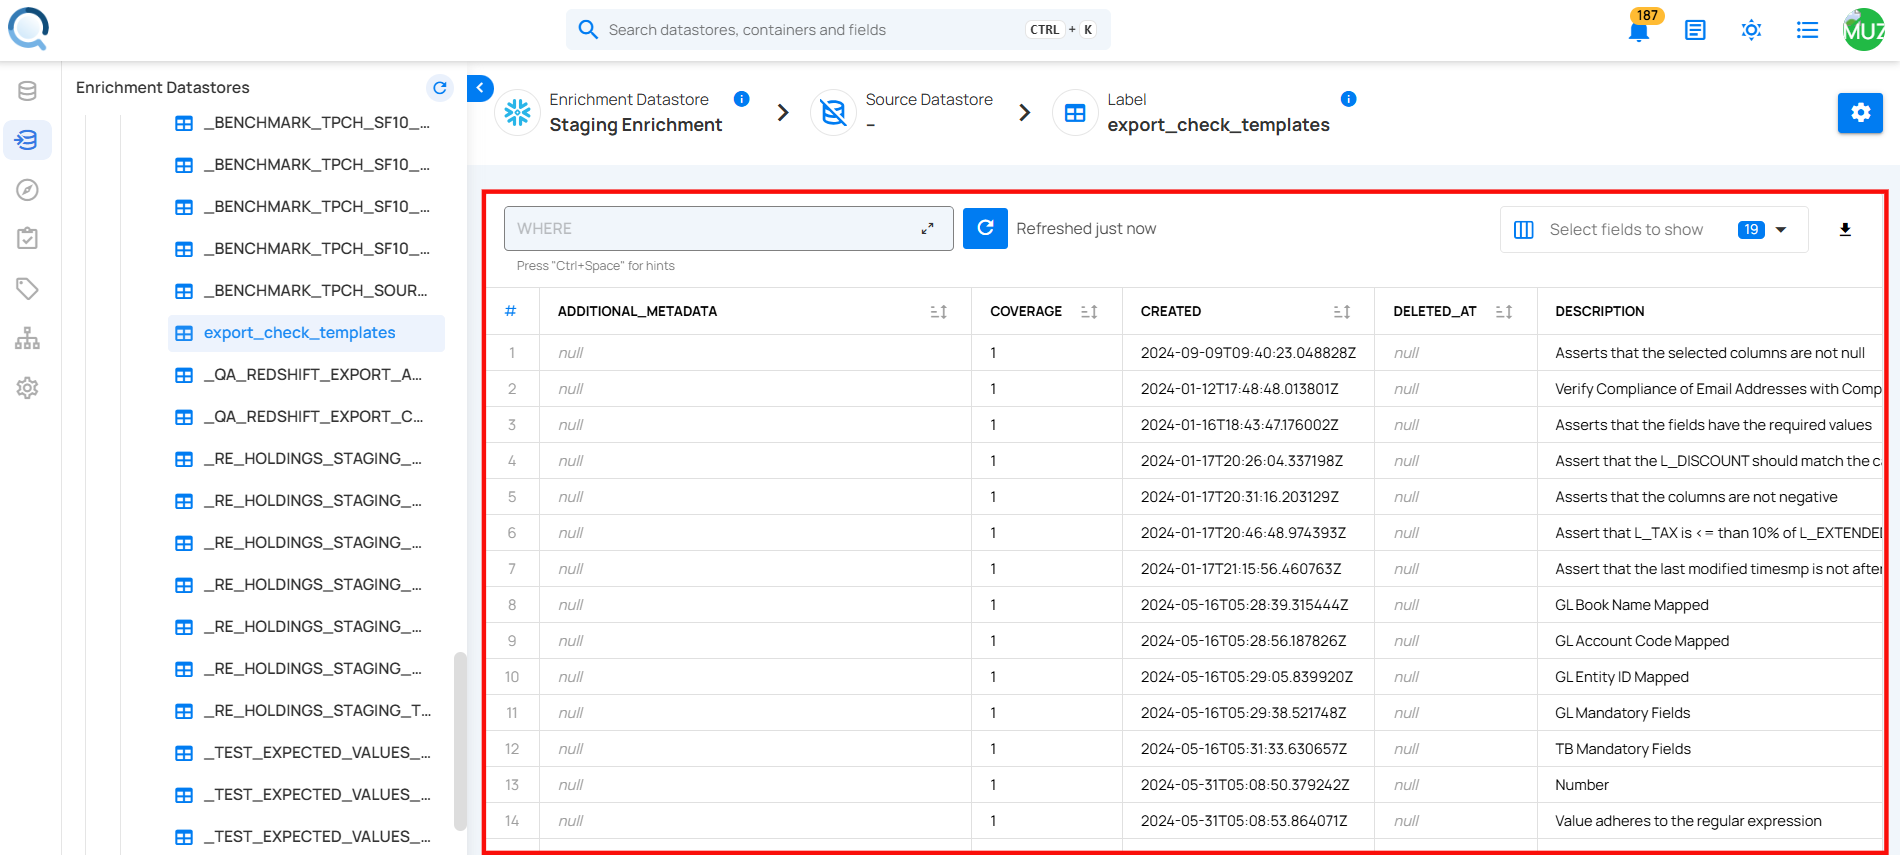 Search datastores, containers and fields CTRL + K
187
MUZ
Enrichment Datastores
_BENCHMARK_TPCH_SF10_...
_BENCHMARK_TPCH_SF10_...
_BENCHMARK_TPCH_SF10_...
_BENCHMARK_TPCH_SF10_...
_BENCHMARK_TPCH_SOUR...
export_check_templates
_QA_REDSHIFT_EXPORT_A...
_QA_REDSHIFT_EXPORT_C...
_RE_HOLDINGS_STAGING_...
_RE_HOLDINGS_STAGING_...
_RE_HOLDINGS_STAGING_...
_RE_HOLDINGS_STAGING_...
_RE_HOLDINGS_STAGING_...
_RE_HOLDINGS_STAGING_...
_RE_HOLDINGS_STAGING_T...
_TEST_EXPECTED_VALUES_...
_TEST_EXPECTED_VALUES_...
_TEST_EXPECTED_VALUES_...
Enrichment Datastore
Staging Enrichment
Source Datastore
–
Label
export_check_templates
WHERE
Refreshed just now
Select fields to show 19
Press "Ctrl+Space" for hints
# ADDITIONAL_METADATA COVERAGE CREATED DELETED_AT DESCRIPTION
1 null 1 2024-09-09T09:40:23.048828Z null Asserts that the selected columns are not null
2 null 1 2024-01-12T17:48:48.013801Z null Verify Compliance of Email Addresses with Comp
3 null 1 2024-01-16T18:43:47.176002Z null Asserts that the fields have the required values
4 null 1 2024-01-17T20:26:04.337198Z null Assert that the L_DISCOUNT should match the c
5 null 1 2024-01-17T20:31:16.203129Z null Asserts that the columns are not negative
6 null 1 2024-01-17T20:46:48.974393Z null Assert that L_TAX is <= than 10% of L_EXTENDE
7 null 1 2024-01-17T21:15:56.460763Z null Assert that the last modified timesmp is not after
8 null 1 2024-05-16T05:28:39.315444Z null GL Book Name Mapped
9 null 1 2024-05-16T05:28:56.187826Z null GL Account Code Mapped
10 null 1 2024-05-16T05:29:05.839920Z null GL Entity ID Mapped
11 null 1 2024-05-16T05:29:38.521748Z null GL Mandatory Fields
12 null 1 2024-05-16T05:31:33.630657Z null TB Mandatory Fields
13 null 1 2024-05-31T05:08:50.379242Z null Number
14 null 1 2024-05-31T05:08:53.864071Z null Value adheres to the regular expression